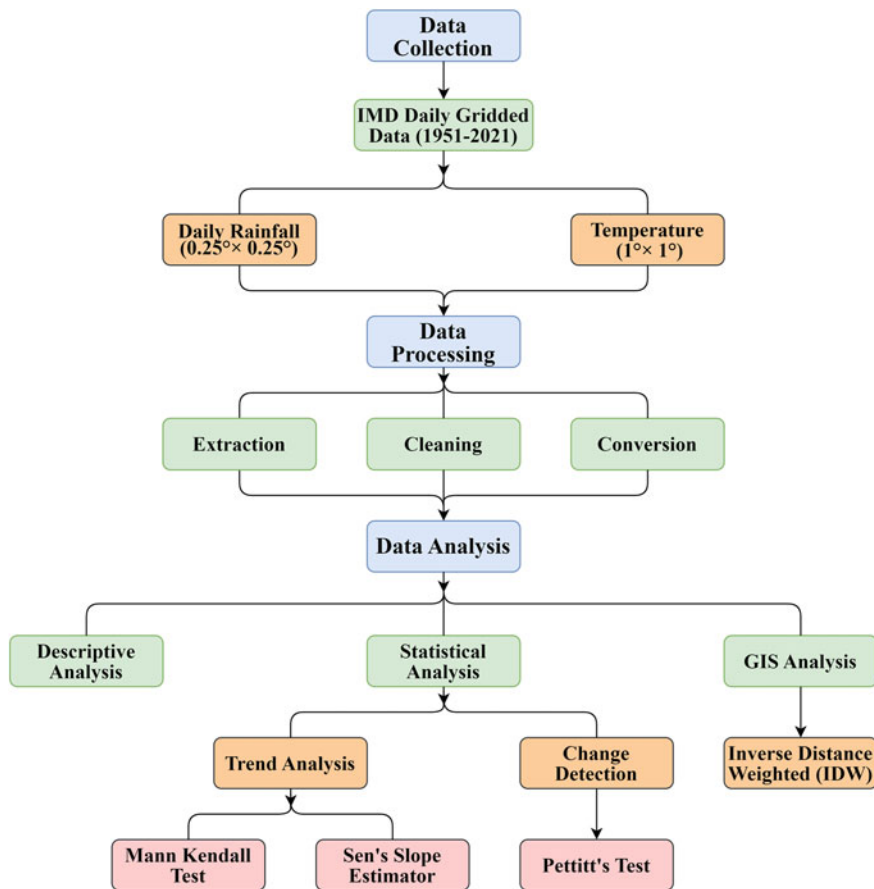 Data
Collection
IMD Daily Gridded
Data (1951-2021)
Daily Rainfall
(0.25°× 0.25°)
Temperature
(1°× 1°)
Data
Processing
Extraction
Cleaning
Conversion
Data Analysis
Descriptive
Analysis
Statistical
Analysis
GIS Analysis
Trend Analysis
Change
Detection
Inverse Distance
Weighted (IDW)
Mann Kendall
Test
Sen's Slope
Estimator
Pettitt's Test